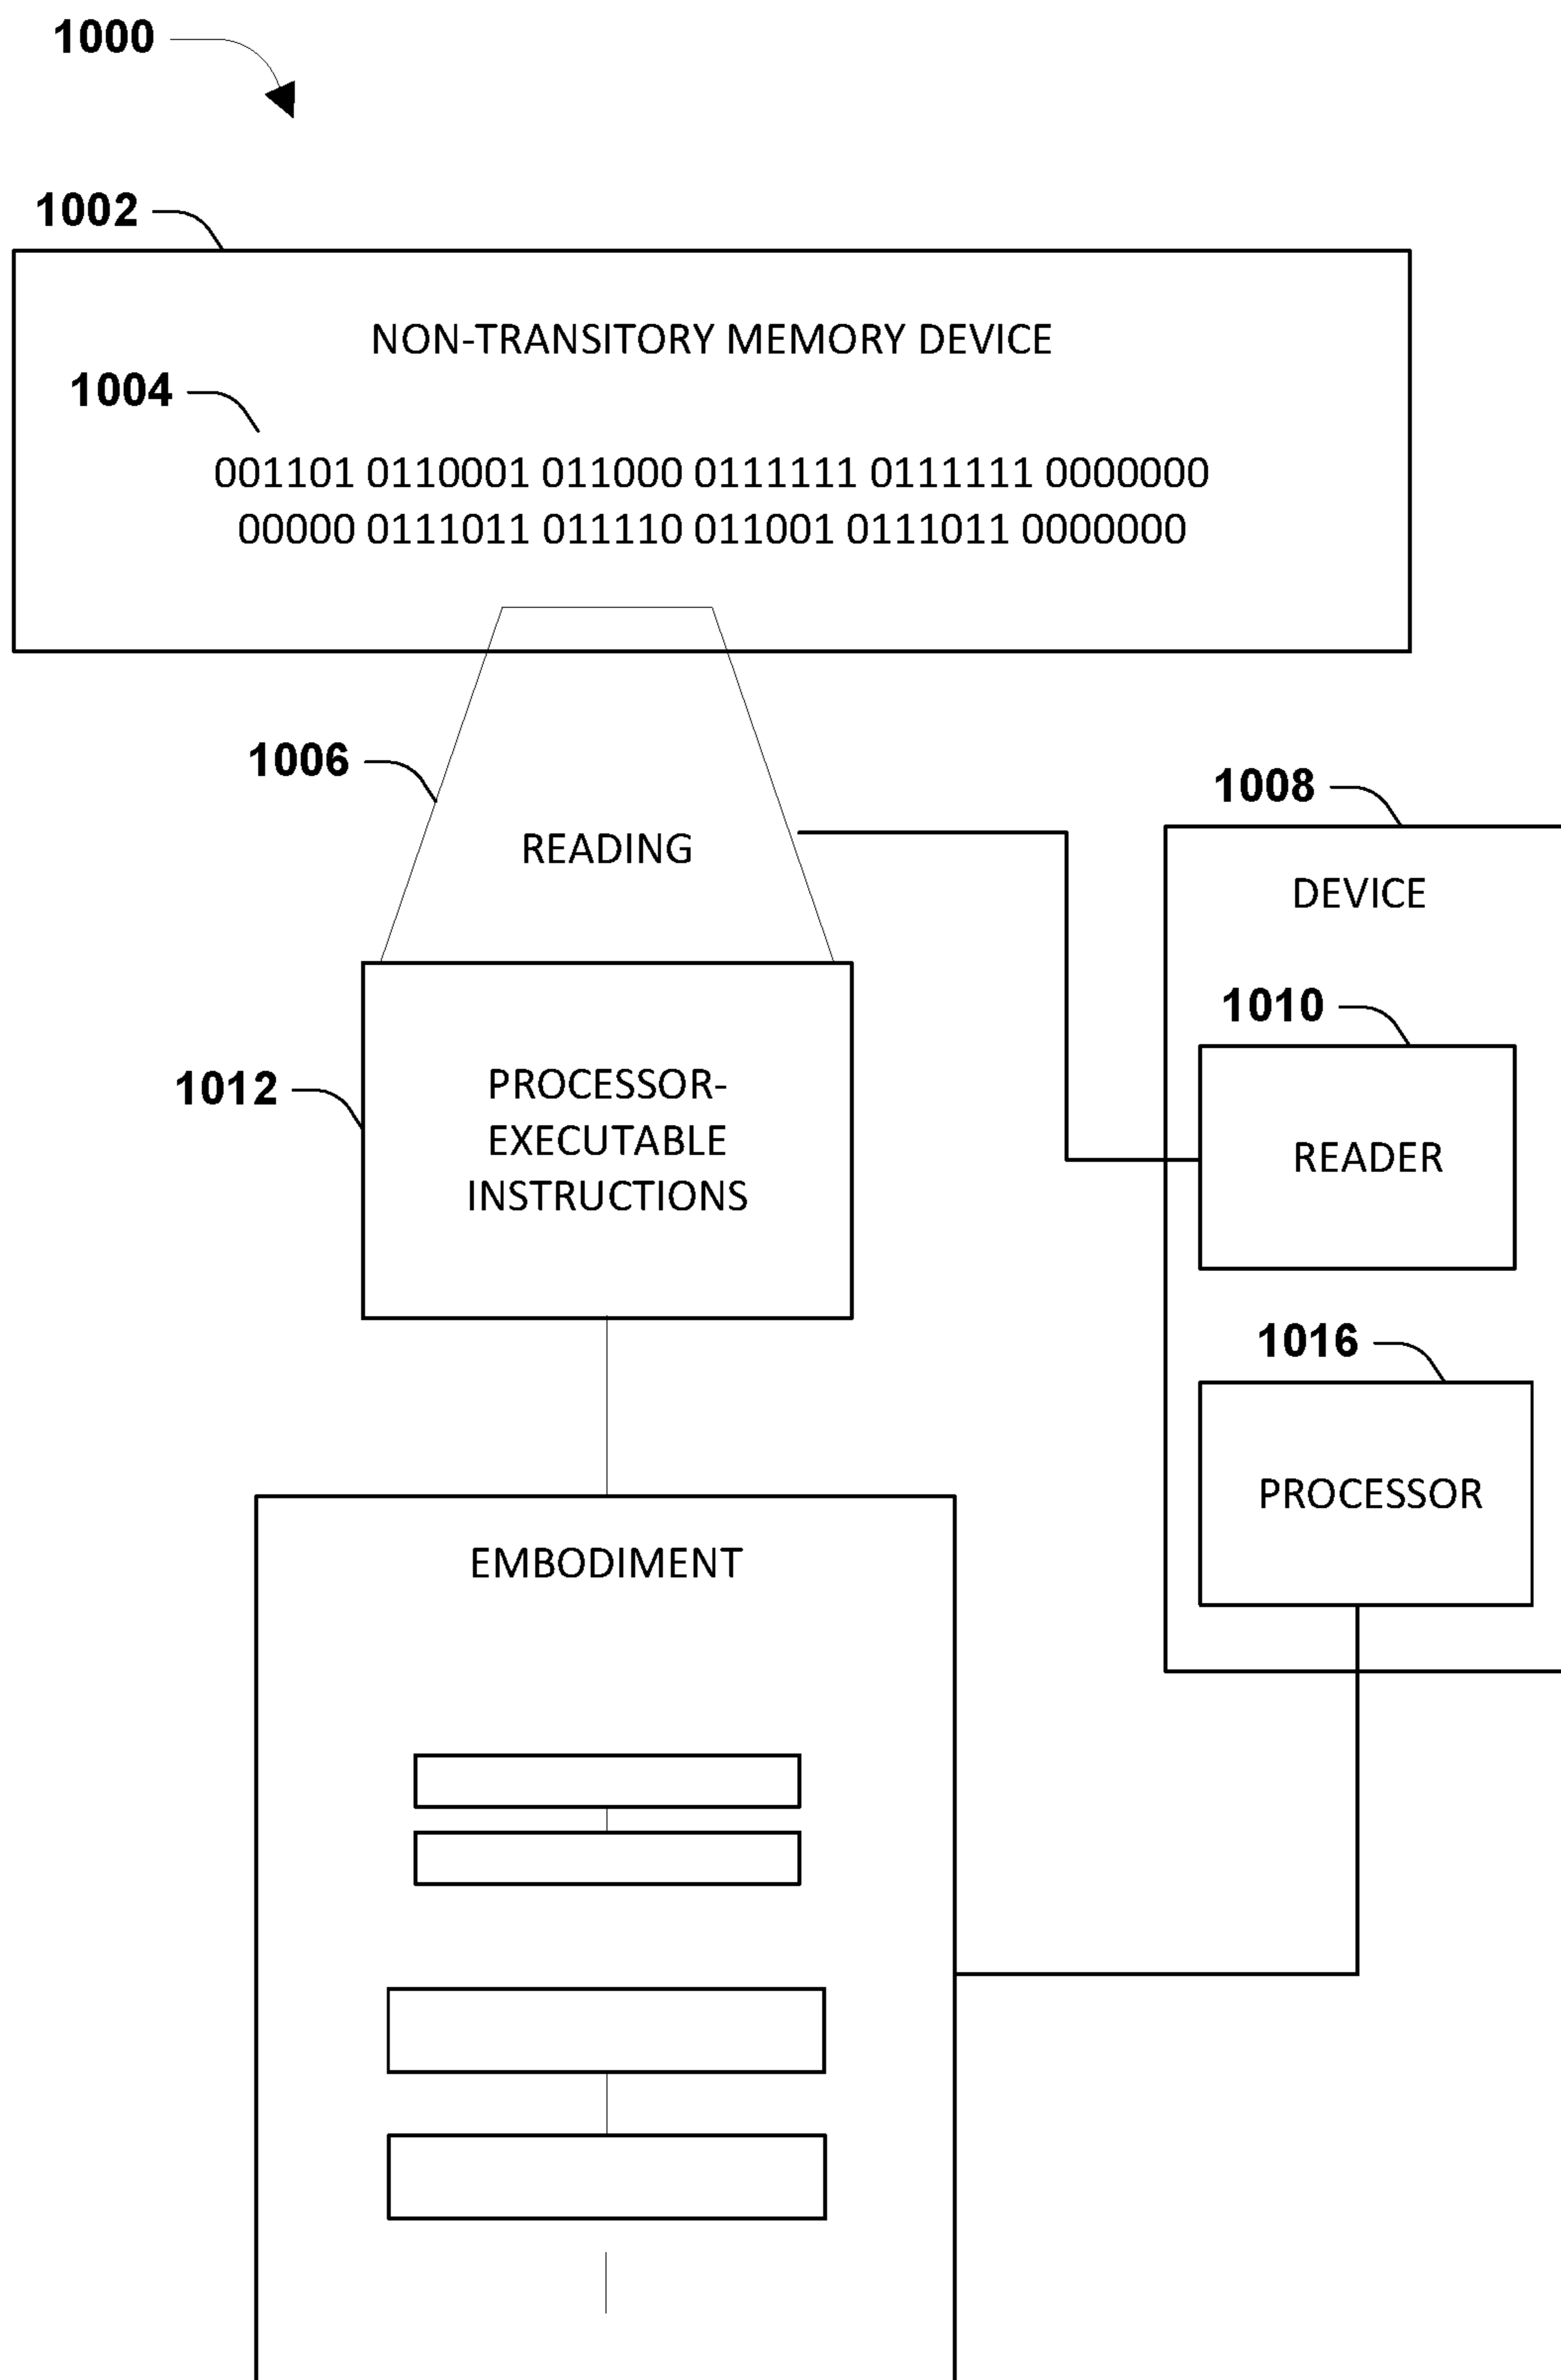 1000
1002
NON-TRANSITORY MEMORY DEVICE
1004
001101 0110001 011000 0111111 0111111 0000000
00000 0111011 011110 011001 0111011 0000000
1006
READING
1008
DEVICE
1010
READER
1012
PROCESSOR-
EXECUTABLE
INSTRUCTIONS
1016
PROCESSOR
EMBODIMENT